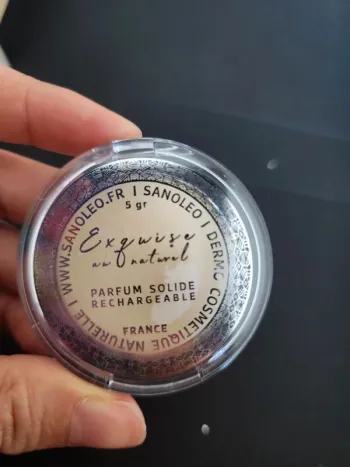 WWW.SANOLEO.FR I SANOLEO I DERMO COSMETIQUE NATURELLE I
5 gr
Exquise
au naturel
PARFUM SOLIDE
RECHARGEABLE
FRANCE